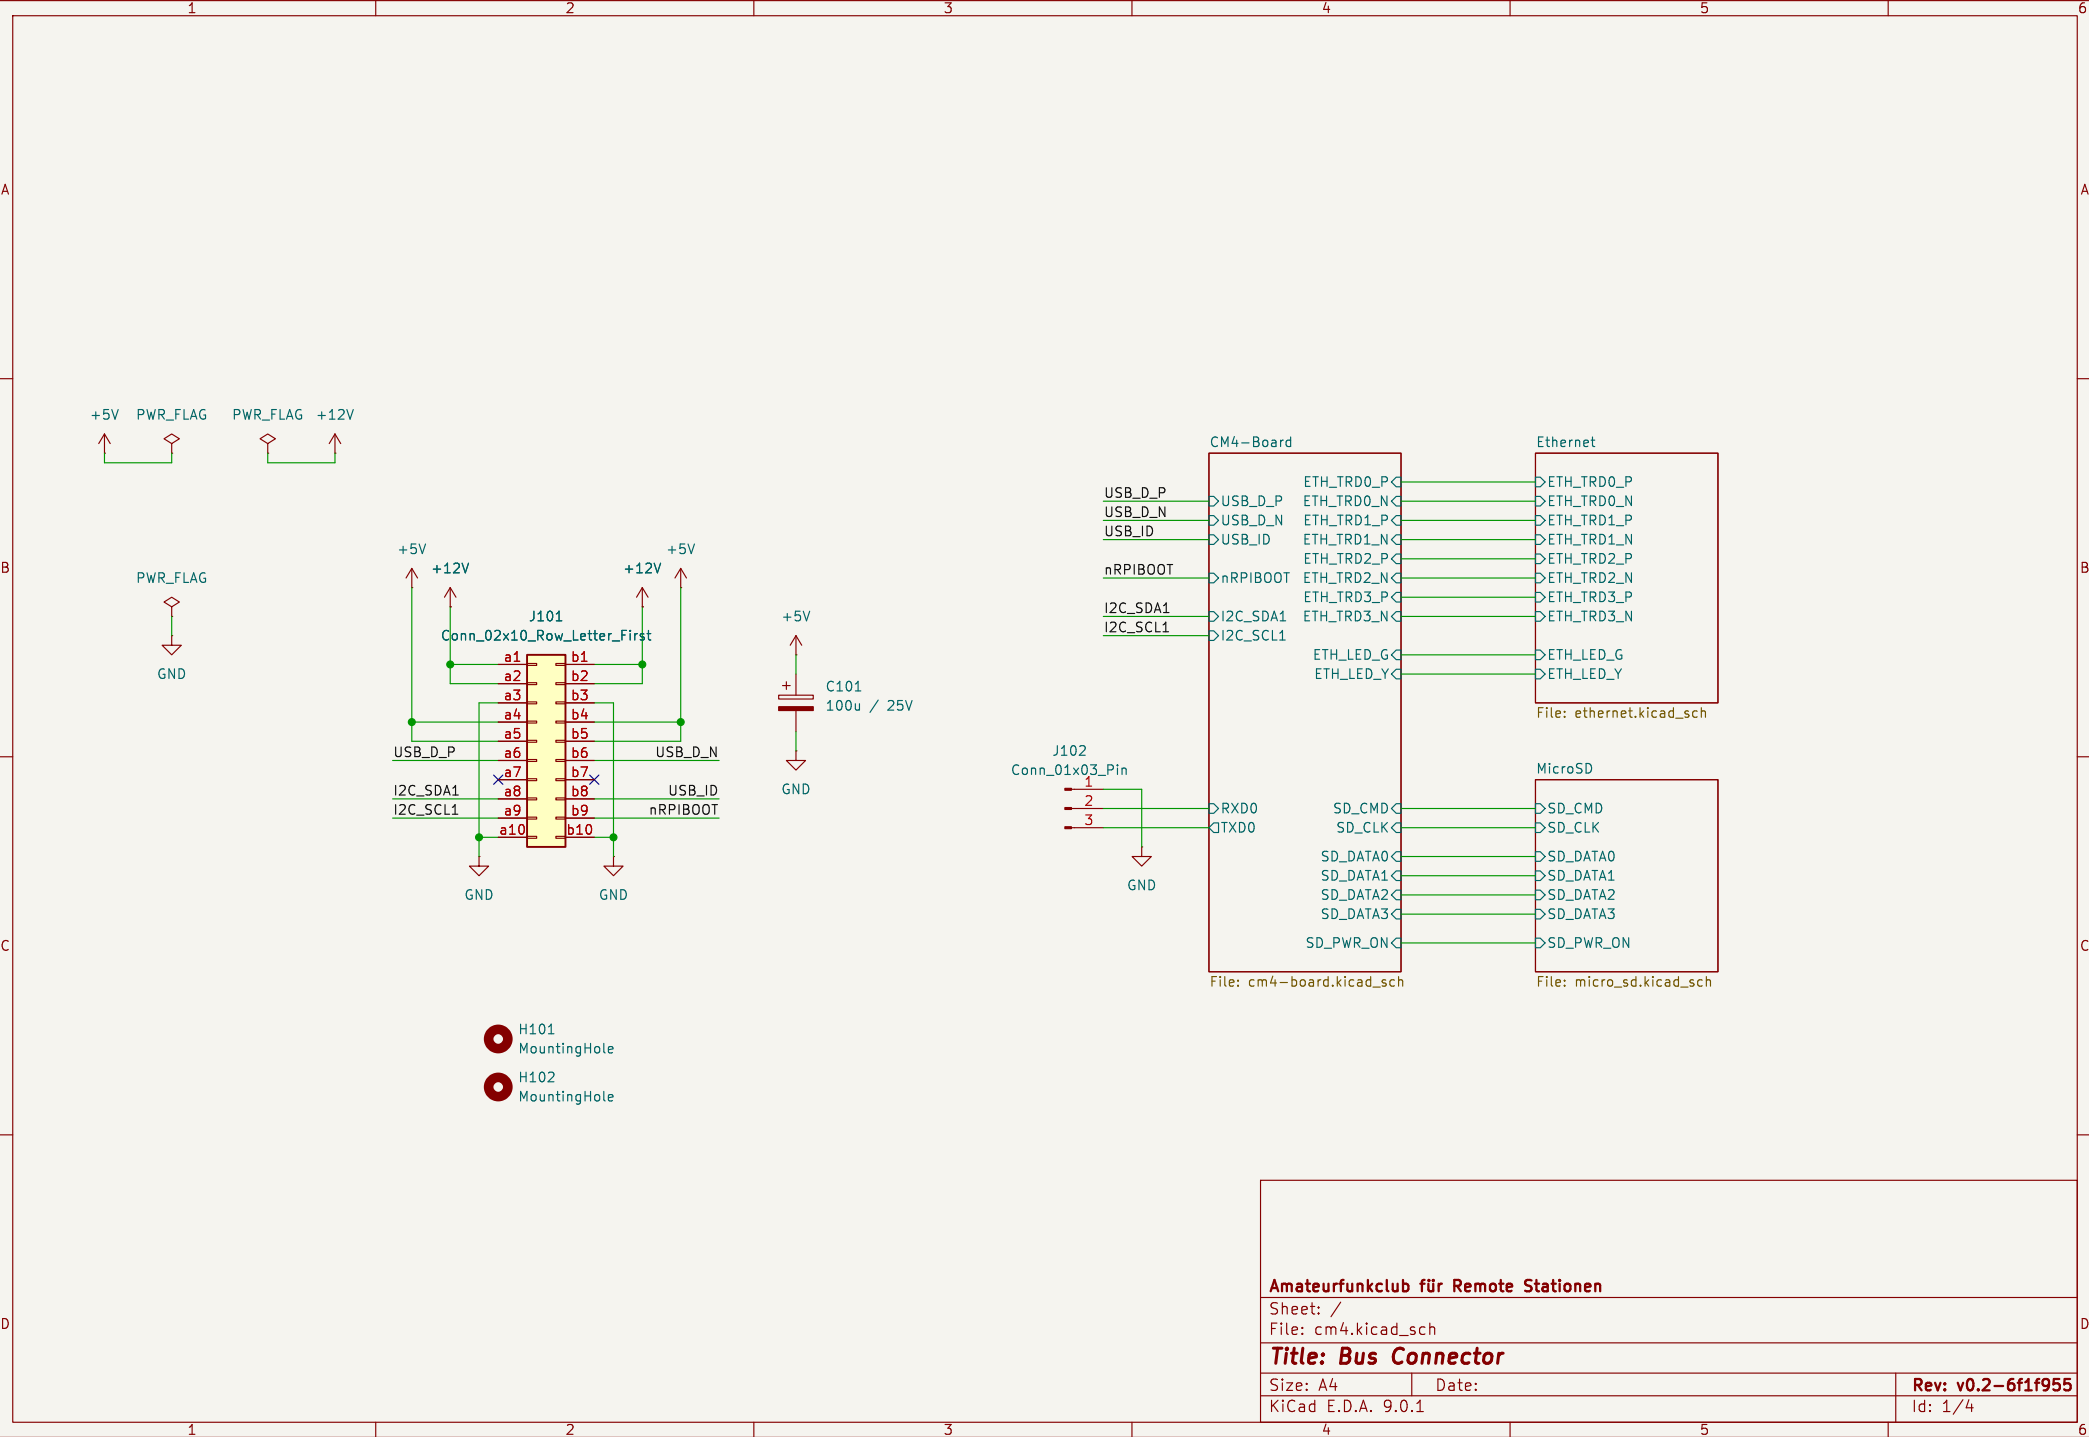 1 2 3 4 5 6
A A
+5V PWR_FLAG PWR_FLAG +12V
CM4-Board
Ethernet
ETH_TRD0_P ETH_TRD0_P
USB_D_P
USB_D_P ETH_TRD0_N ETH_TRD0_N
USB_D_N
USB_D_N ETH_TRD1_P ETH_TRD1_P
USB_ID
USB_ID ETH_TRD1_N ETH_TRD1_N
ETH_TRD2_P ETH_TRD2_P
nRPIBOOT
nRPIBOOT ETH_TRD2_N ETH_TRD2_N
ETH_TRD3_P ETH_TRD3_P
I2C_SDA1
I2C_SDA1 ETH_TRD3_N ETH_TRD3_N
I2C_SCL1
I2C_SCL1
ETH_LED_G ETH_LED_G
ETH_LED_Y ETH_LED_Y
File: ethernet.kicad_sch
B B
PWR_FLAG
GND
+5V +5V
+12V +12V
J101
Conn_02x10_Row_Letter_First
a1 b1
a2 b2
a3 b3
a4 b4
a5 b5
USB_D_P a6 b6 USB_D_N
a7 b7
I2C_SDA1 a8 b8 USB_ID
I2C_SCL1 a9 b9 nRPIBOOT
a10 b10
GND GND
+5V
+
C101
100u / 25V
GND
J102
Conn_01x03_Pin
1
2
3
GND
MicroSD
RXD0 SD_CMD SD_CMD
TXD0 SD_CLK SD_CLK
SD_DATA0 SD_DATA0
SD_DATA1 SD_DATA1
SD_DATA2 SD_DATA2
SD_DATA3 SD_DATA3
SD_PWR_ON SD_PWR_ON
File: cm4-board.kicad_sch
File: micro_sd.kicad_sch
C C
H101
MountingHole
H102
MountingHole
Amateurfunkclub für Remote Stationen
Sheet: /
File: cm4.kicad_sch
D D
Title: Bus Connector
Size: A4 Date: Rev: v0.2-6f1f955
KiCad E.D.A. 9.0.1 Id: 1/4
1 2 3 4 5 6